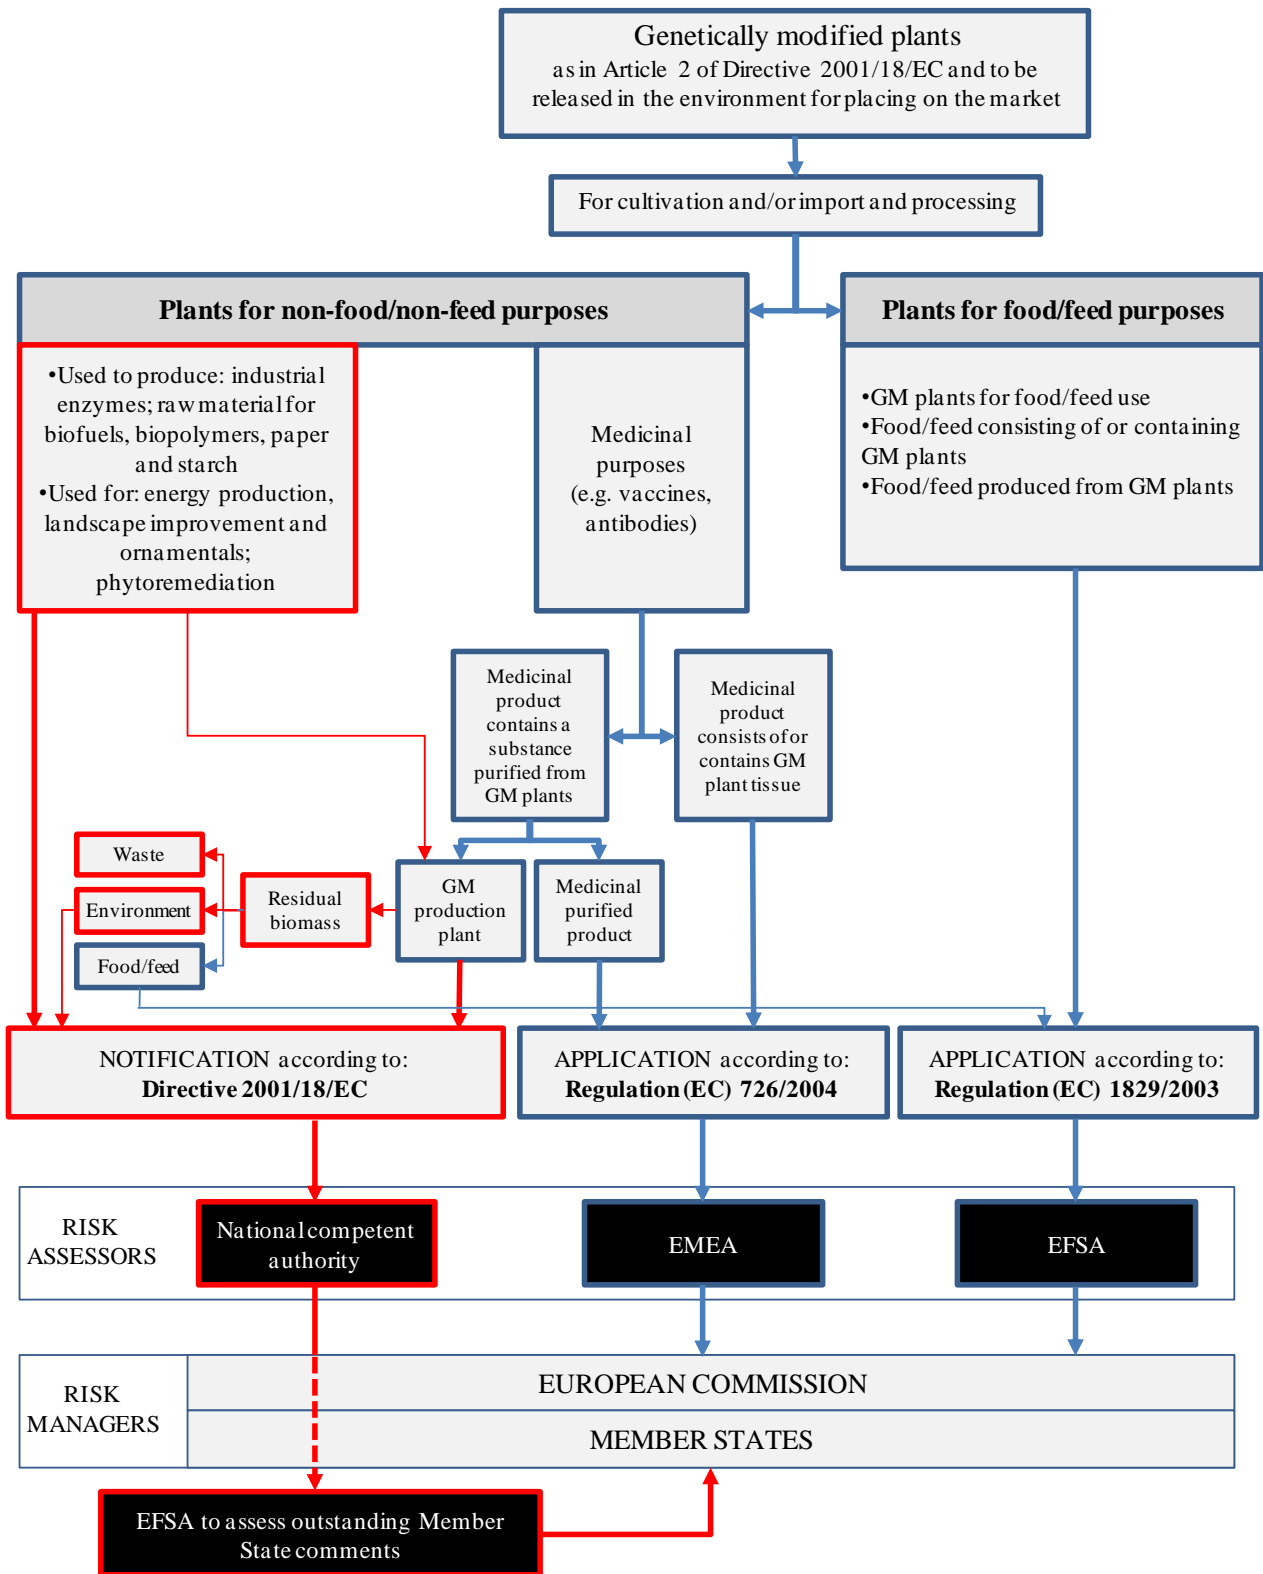 Genetically modified plants
as in Article 2 of Directive 2001/18/EC and to be
released in the environment for placing on the market
For cultivation and/or import and processing
Plants for non-food/non-feed purposes
Plants for food/feed purposes
•Used to produce: industrial
enzymes; raw material for
biofuels, biopolymers, paper
and starch
•Used for: energy production,
landscape improvement and
ornamentals;
phytoremediation
Medicinal
purposes
(e.g. vaccines,
antibodies)
•GM plants for food/feed use
•Food/feed consisting of or containing
GM plants
•Food/feed produced from GM plants
Medicinal
product
contains a
substance
purified from
GM plants
Medicinal
product
consists of or
contains GM
plant tissue
Waste
Environment
Food/feed
Residual
biomass
GM
production
plant
Medicinal
purified
product
NOTIFICATION according to:
Directive 2001/18/EC
APPLICATION according to:
Regulation (EC) 726/2004
APPLICATION according to:
Regulation (EC) 1829/2003
RISK
ASSESSORS
National competent
authority
EMEA
EFSA
RISK
MANAGERS
EUROPEAN COMMISSION
MEMBER STATES
EFSA to assess outstanding Member
State comments